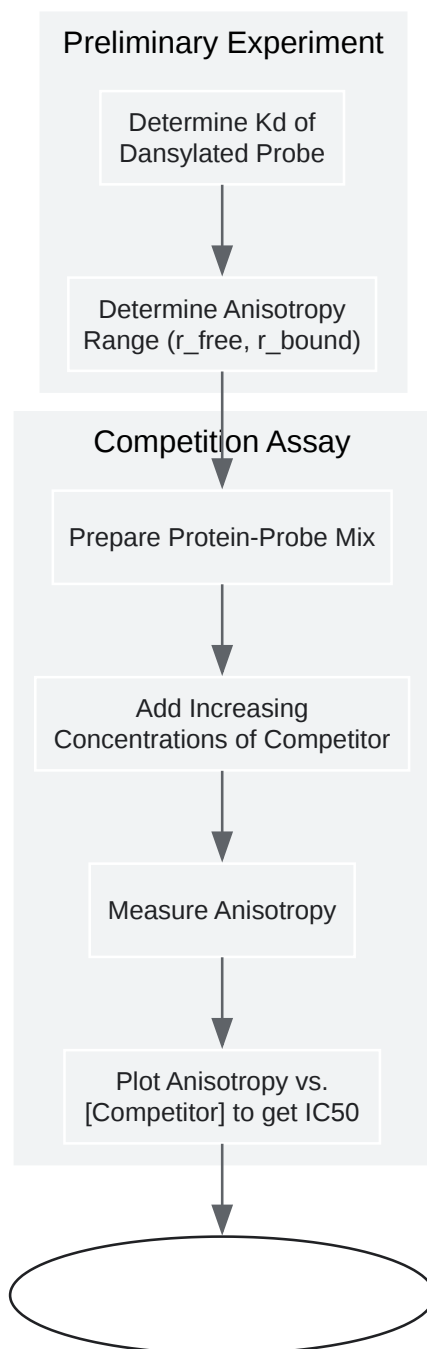 Preliminary Experiment
Determine Kd of
Dansylated Probe
Determine Anisotropy
Range (r_free, r_bound)
Competition Assay
Prepare Protein-Probe Mix
Add Increasing
Concentrations of Competitor
Measure Anisotropy
Plot Anisotropy vs.
[Competitor] to get IC50